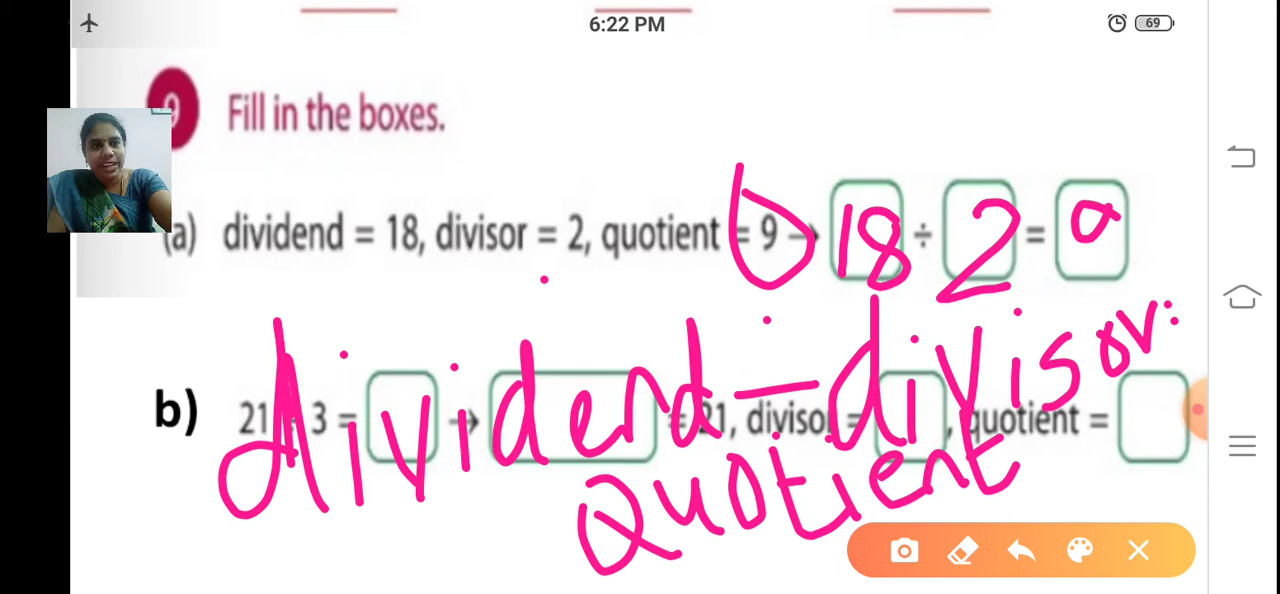 6:22 PM 69
9 Fill in the boxes.
(a) dividend = 18, divisor = 2, quotient = 9 → 18 ÷ 2 = 9
dividend – divisor
b) 21 ÷ 3 = → = 21, divisor = , quotient =
Quotient